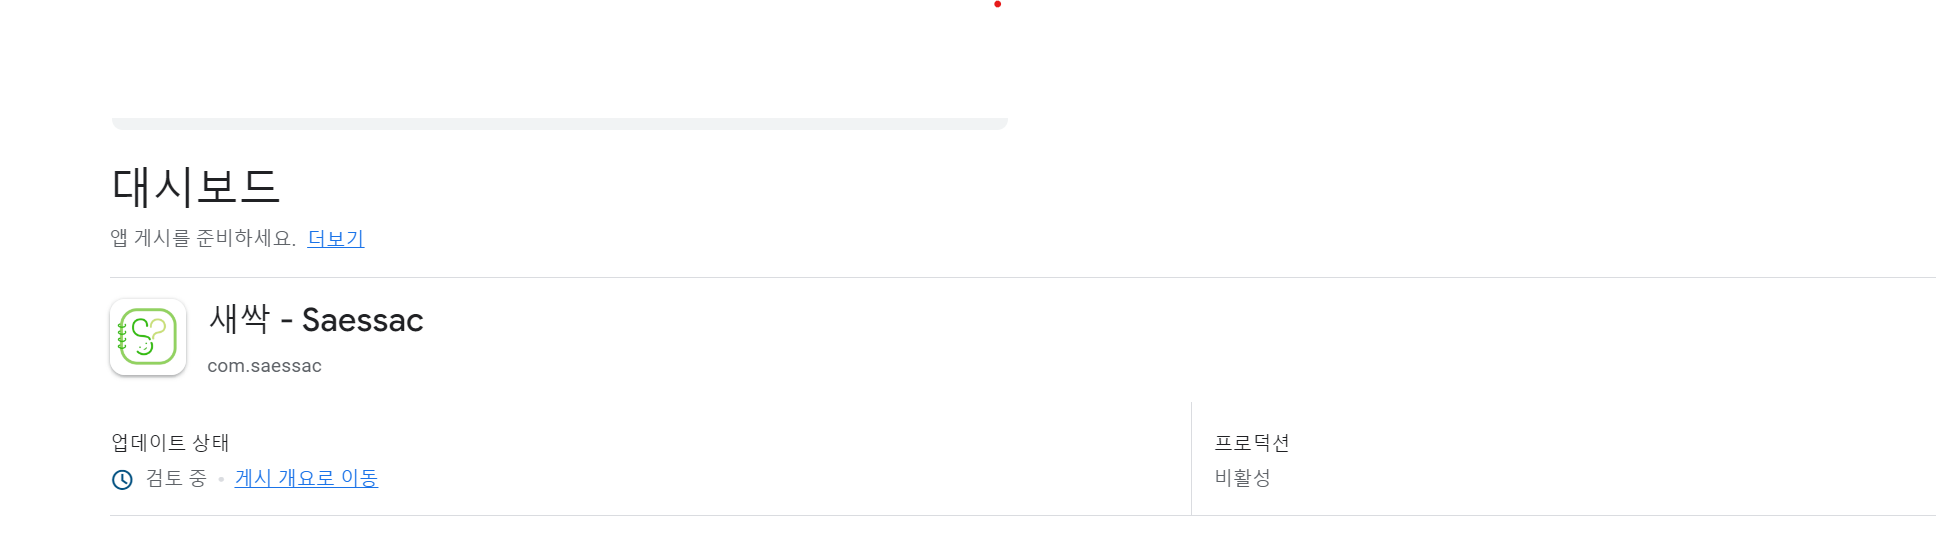 대시보드
앱 게시를 준비하세요. 더보기
새싹 - Saessac
com.saessac
업데이트 상태
검토 중 • 게시 개요로 이동
프로덕션
비활성